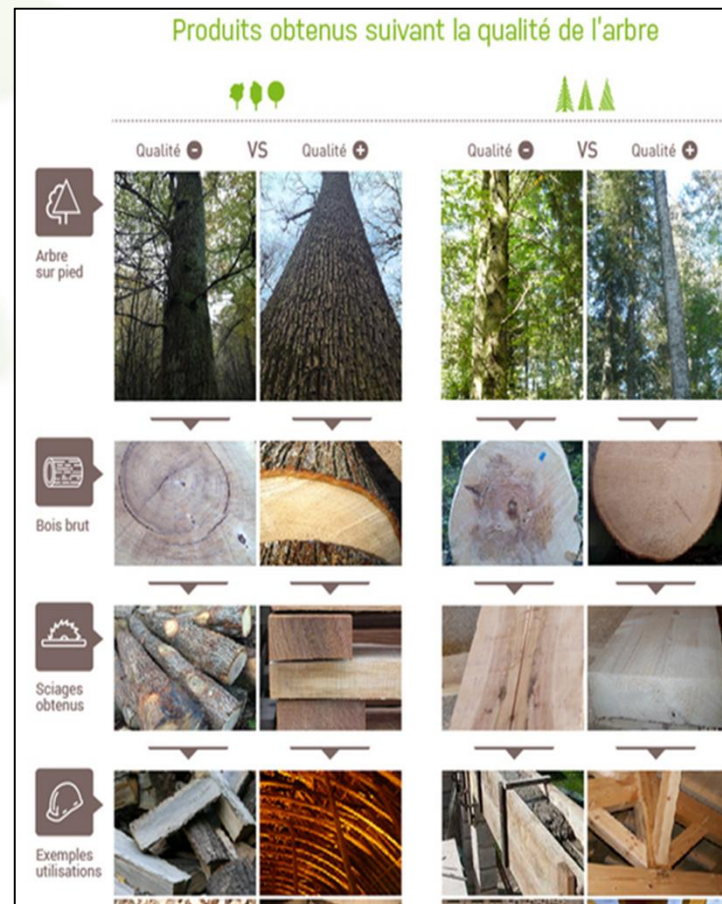 Produits obtenus suivant la qualité de l'arbre
Qualité - VS Qualité +
Qualité - VS Qualité +
Arbre
sur pied
Bois brut
Sciages
obtenus
Exemples
utilisations